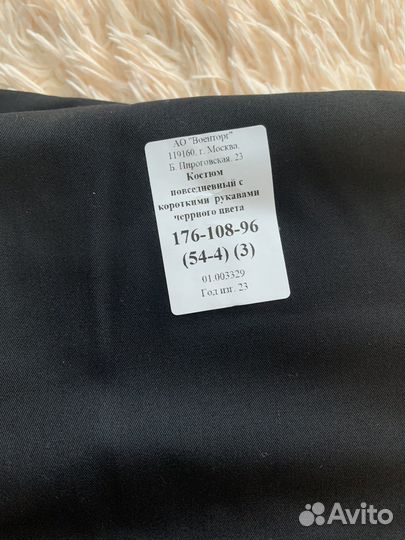 АО "Военторг"
119160, г. Москва,
Б. Пироговская, 23
Костюм
повседневный с
короткими рукавами
черрного цвета
176-108-96
(54-4) (3)
01.003329
Год изг. 23
Avito